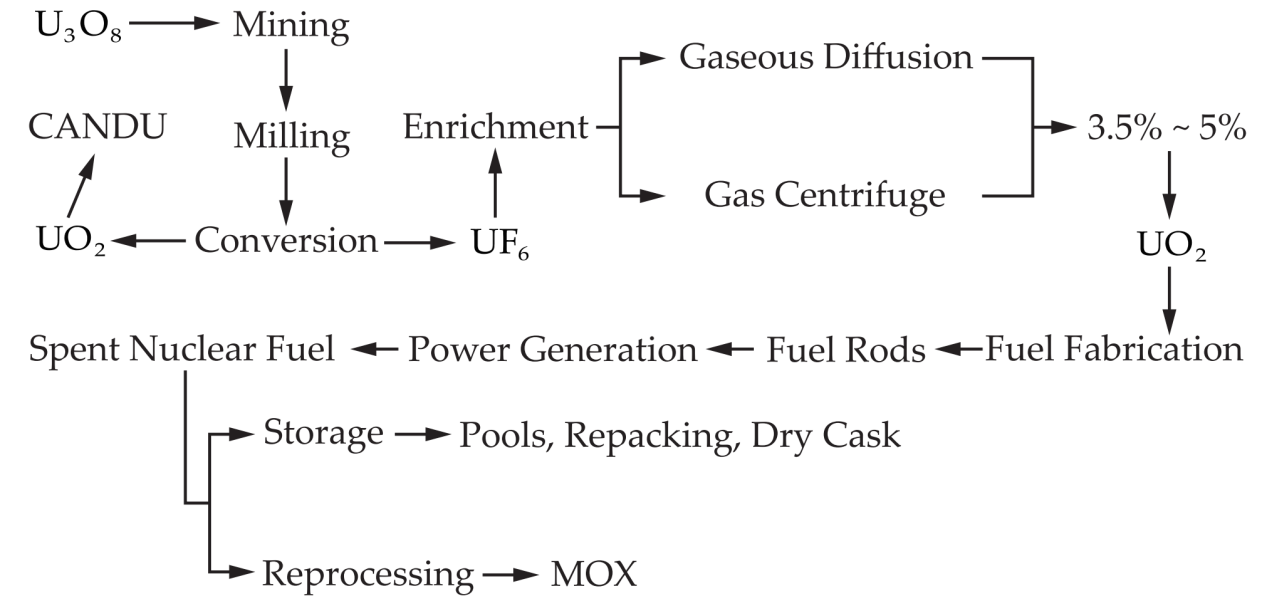 U₃O₈ Mining
Gaseous Diffusion
CANDU Milling Enrichment 3.5% ~ 5%
Gas Centrifuge
UO₂ Conversion UF₆ UO₂
Spent Nuclear Fuel Power Generation Fuel Rods Fuel Fabrication
Storage Pools, Repacking, Dry Cask
Reprocessing MOX